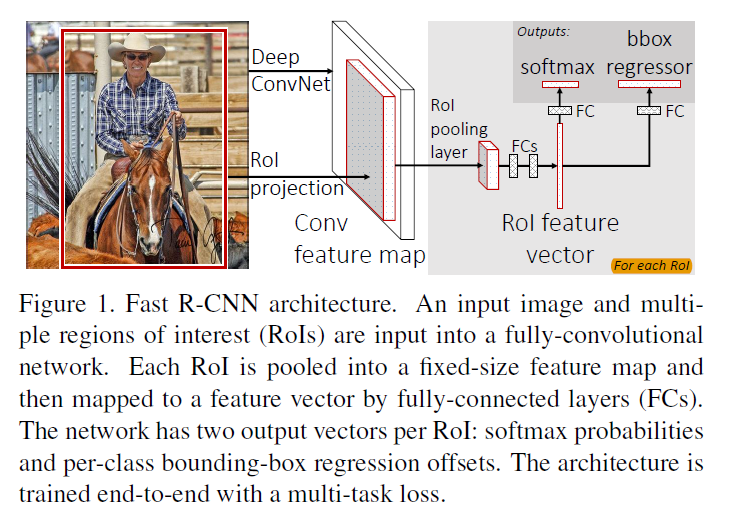 Outputs:
bbox
softmax regressor
Deep
ConvNet
RoI
pooling
layer
FCs
FC
FC
RoI
projection
Conv
feature map
RoI feature
vector
For each RoI
Figure 1. Fast R-CNN architecture. An input image and multi-
ple regions of interest (RoIs) are input into a fully-convolutional
network. Each RoI is pooled into a fixed-size feature map and
then mapped to a feature vector by fully-connected layers (FCs).
The network has two output vectors per RoI: softmax probabilities
and per-class bounding-box regression offsets. The architecture is
trained end-to-end with a multi-task loss.